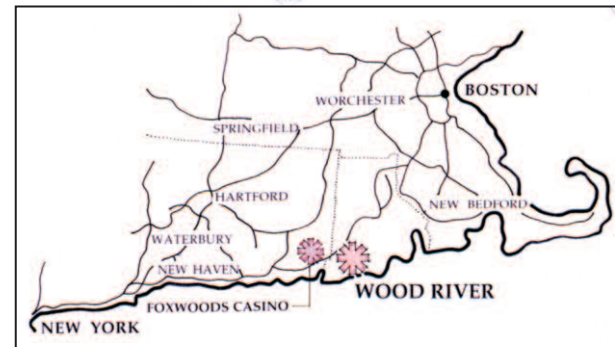 BOSTON
WORCHESTER
SPRINGFIELD
HARTFORD
NEW BEDFORD
WATERBURY
NEW HAVEN
WOOD RIVER
FOXWOODS CASINO
NEW YORK